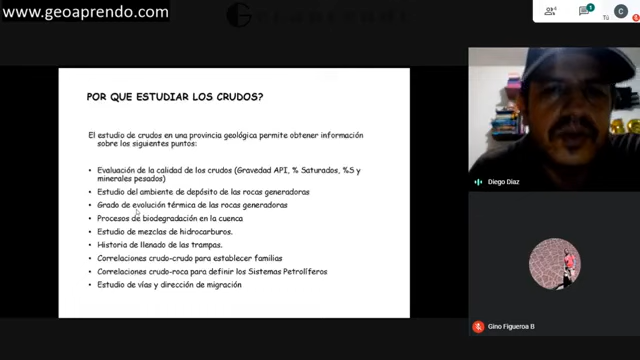 www.geoaprendo.com
POR QUE ESTUDIAR LOS CRUDOS?
El estudio de crudos en una provincia geológica permite obtener información
sobre los siguientes puntos:
• Evaluación de la calidad de los crudos (Gravedad API, % Saturados, %S y
minerales pesados)
• Estudio del ambiente de depósito de las rocas generadoras
• Grado de evolución térmica de las rocas generadoras
• Procesos de biodegradación en la cuenca
• Estudio de mezclas de hidrocarburos.
• Historia de llenado de las trampas.
• Correlaciones crudo-crudo para establecer familias
• Correlaciones crudo-roca para definir los Sistemas Petrolíferos
• Estudio de vías y dirección de migración
1
C
Tú
Diego Diaz
Gino Figueroa B